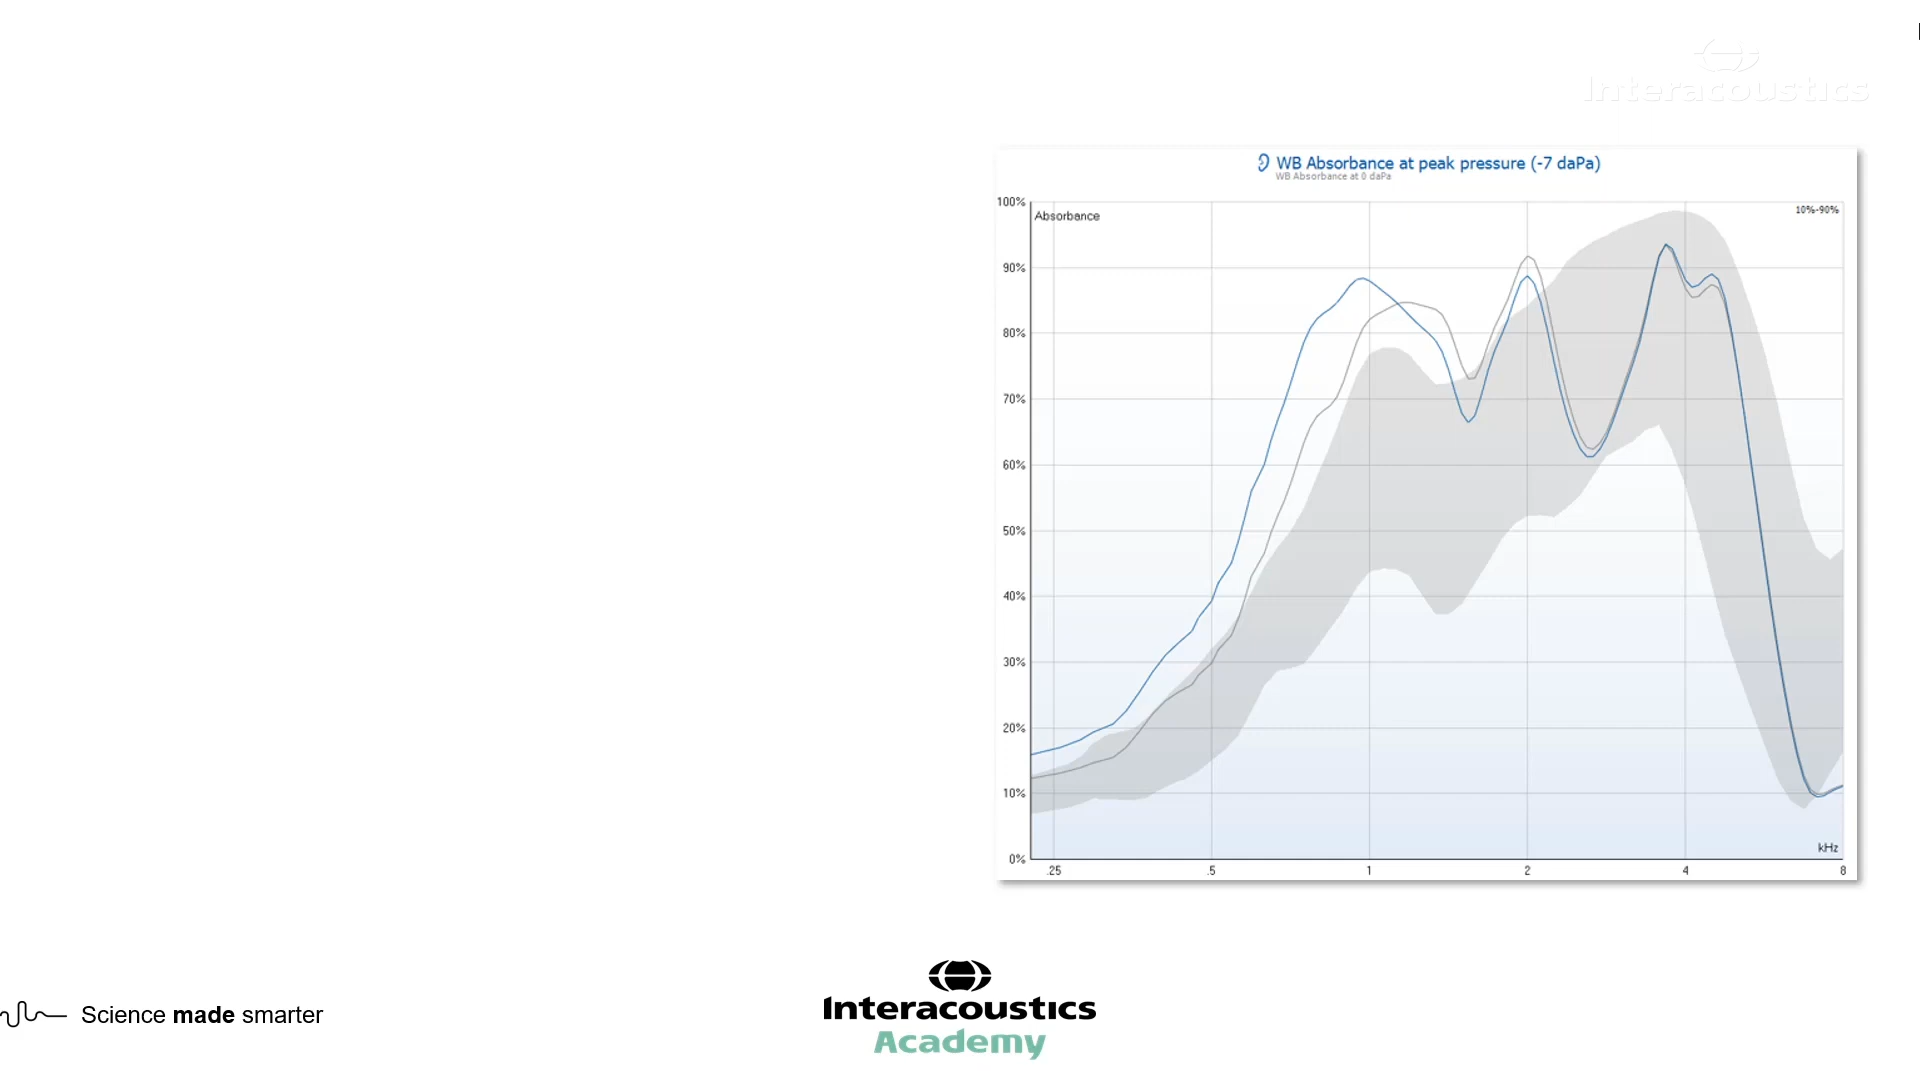 Interacoustics
WB Absorbance at peak pressure (-7 daPa)
WB Absorbance at 0 daPa
100%
Absorbance
10%-90%
90%
80%
70%
60%
50%
40%
30%
20%
10%
kHz
0%
.25
.5
1
2
4
8
Science made smarter
Interacoustics
Academy